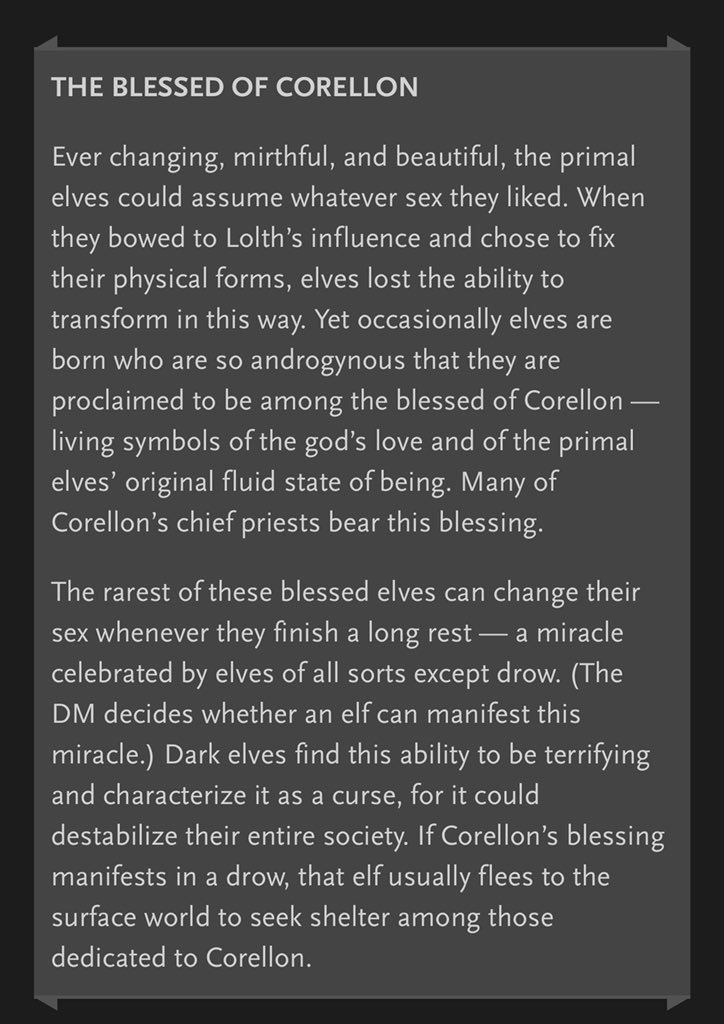 THE BLESSED OF CORELLON
Ever changing, mirthful, and beautiful, the primal
elves could assume whatever sex they liked. When
they bowed to Lolth’s influence and chose to fix
their physical forms, elves lost the ability to
transform in this way. Yet occasionally elves are
born who are so androgynous that they are
proclaimed to be among the blessed of Corellon —
living symbols of the god’s love and of the primal
elves’ original fluid state of being. Many of
Corellon’s chief priests bear this blessing.
The rarest of these blessed elves can change their
sex whenever they finish a long rest — a miracle
celebrated by elves of all sorts except drow. (The
DM decides whether an elf can manifest this
miracle.) Dark elves find this ability to be terrifying
and characterize it as a curse, for it could
destabilize their entire society. If Corellon’s blessing
manifests in a drow, that elf usually flees to the
surface world to seek shelter among those
dedicated to Corellon.